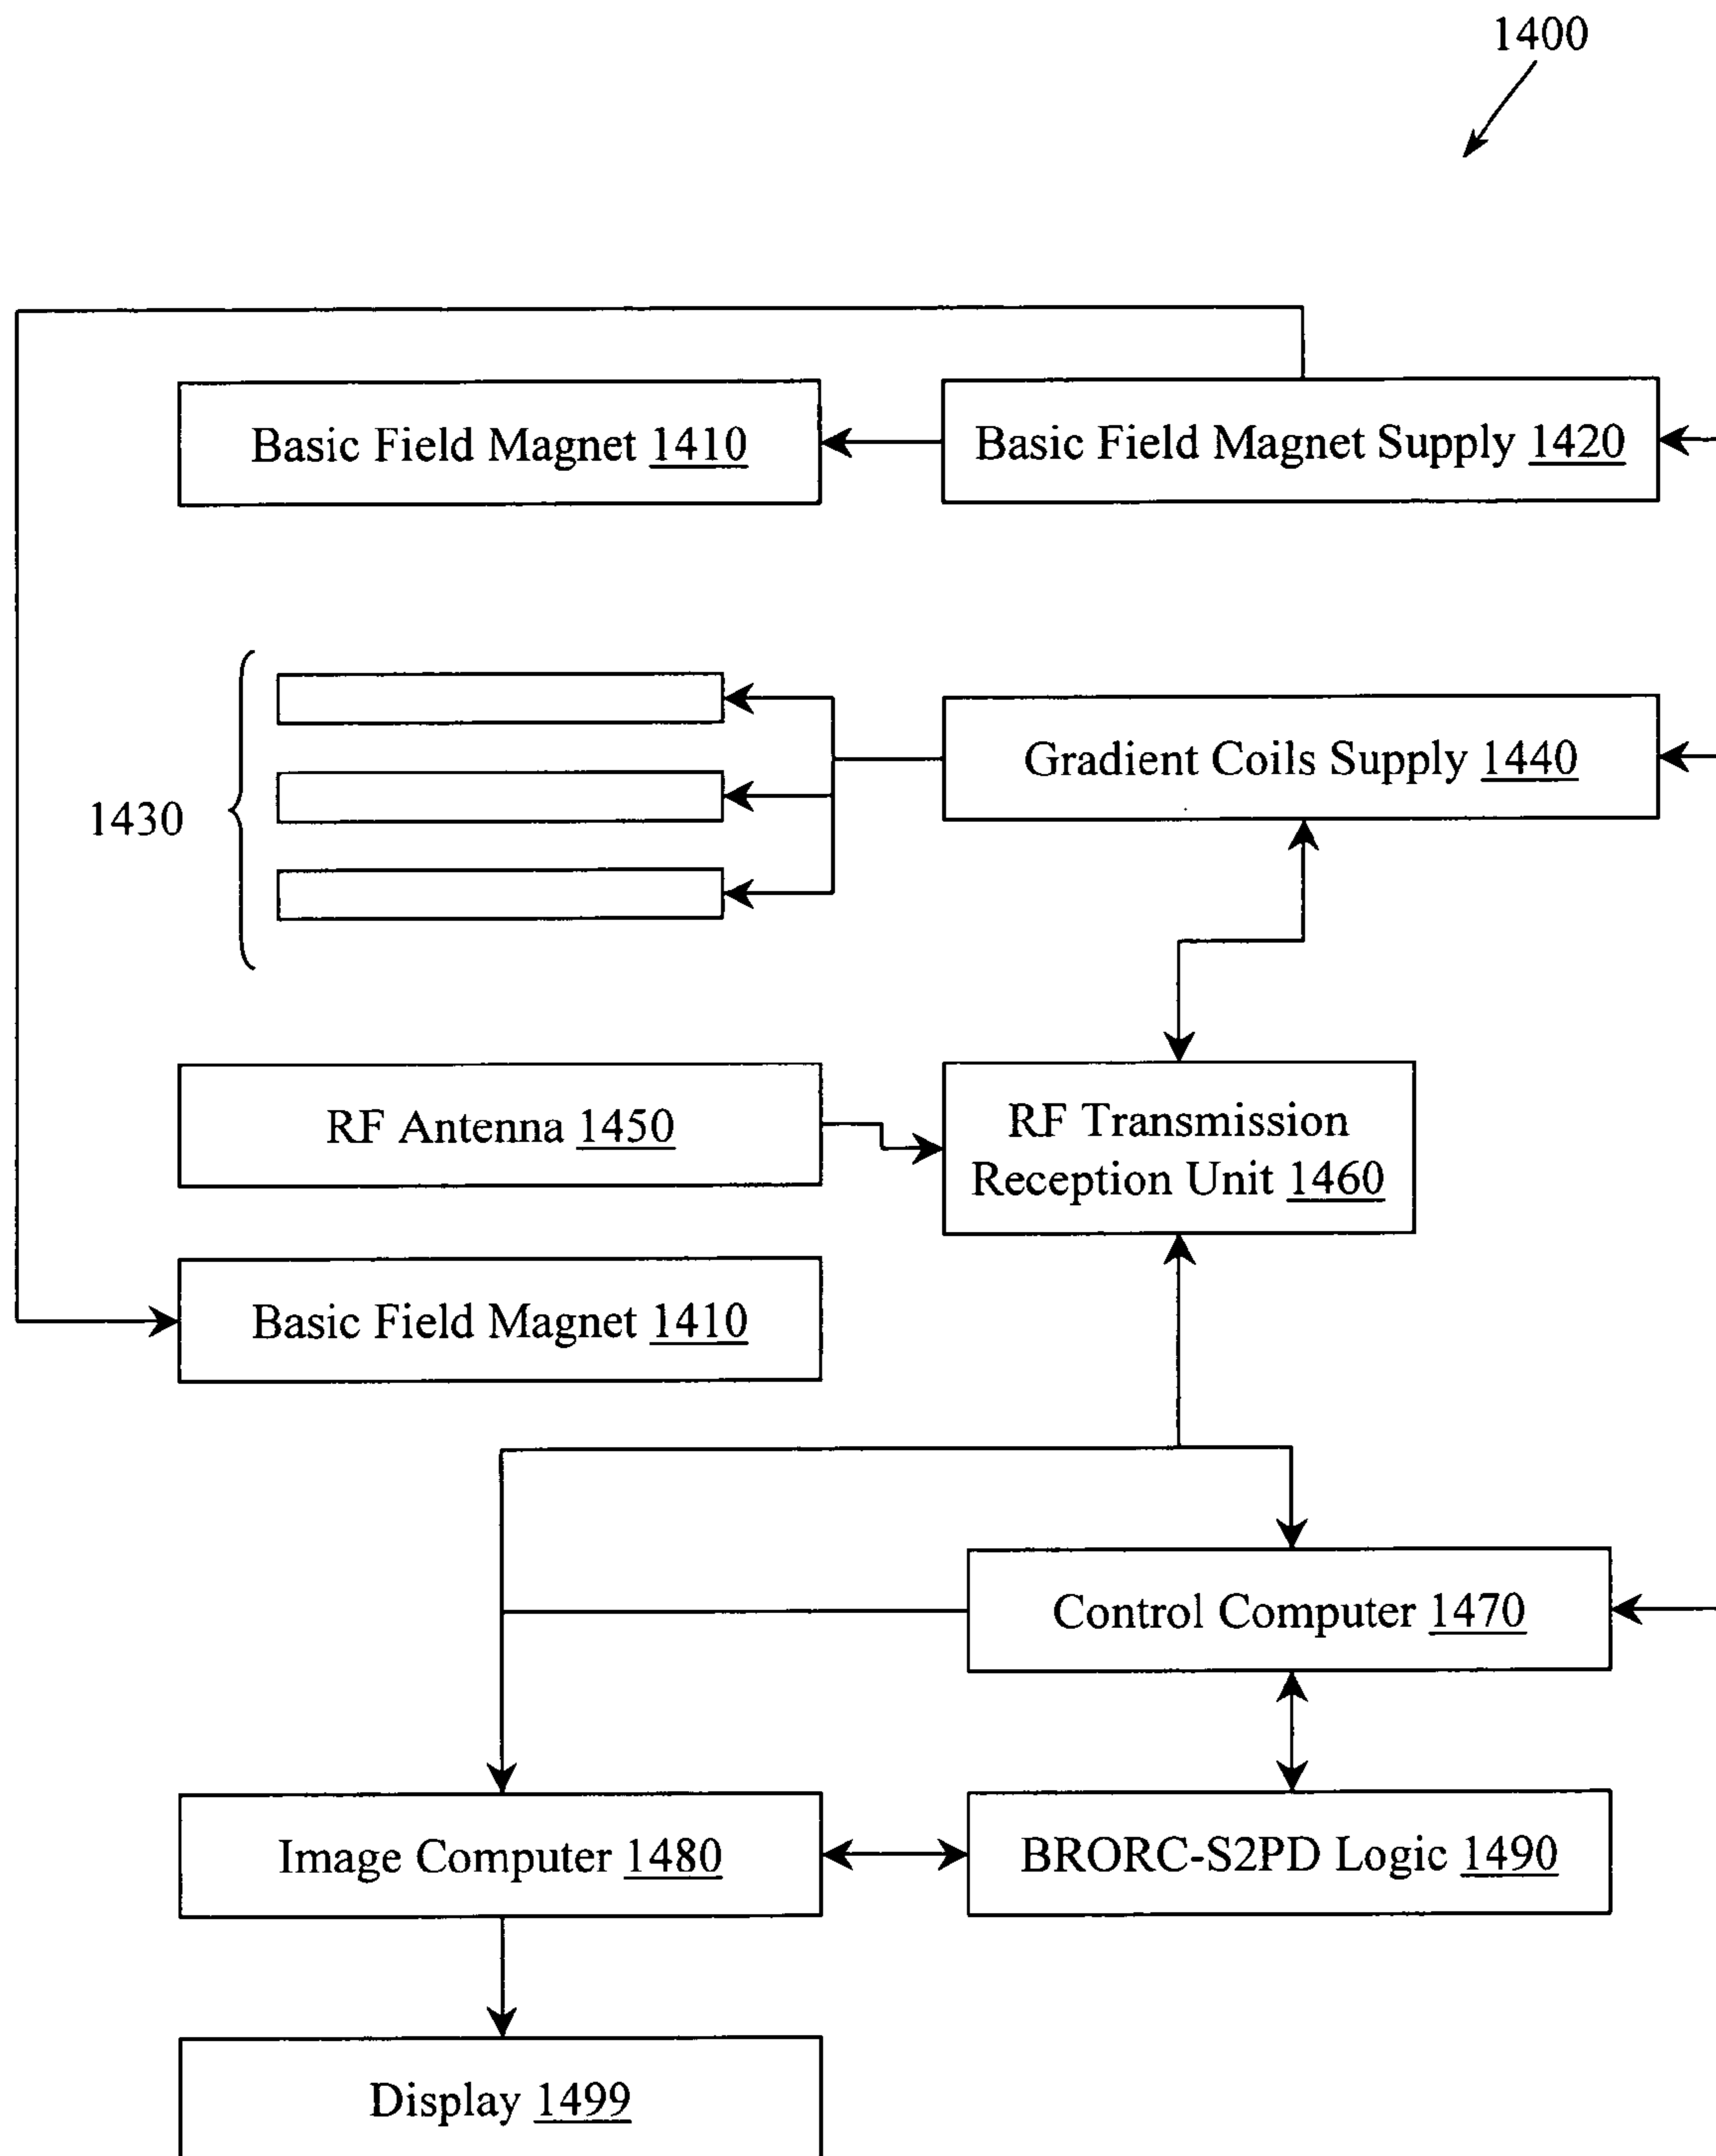 1400
Basic Field Magnet 1410
Basic Field Magnet Supply 1420
1430
Gradient Coils Supply 1440
RF Antenna 1450
RF Transmission
Reception Unit 1460
Basic Field Magnet 1410
Control Computer 1470
Image Computer 1480
BRORC-S2PD Logic 1490
Display 1499